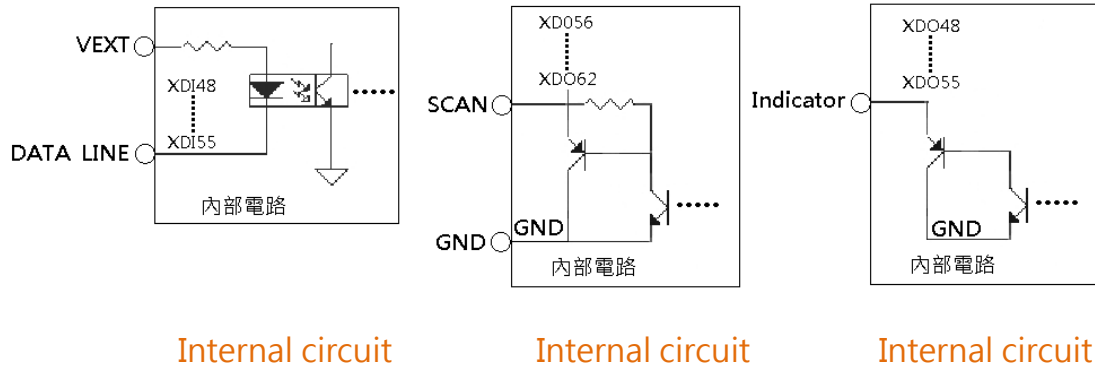 VEXT
XDI48
XDI55
DATA LINE
內部電路
XD056
XDO62
SCAN
GND
GND
內部電路
XDO48
XDO55
Indicator
GND
內部電路
Internal circuit
Internal circuit
Internal circuit